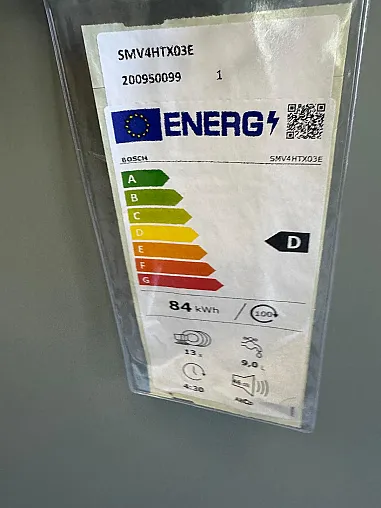 SMV4HTX03E
200950099 1
ENERG
BOSCH SMV4HTX03E
A
B
C
D
E
F
G
D
84 kWh / 100
13 x
9,0 L
4:30